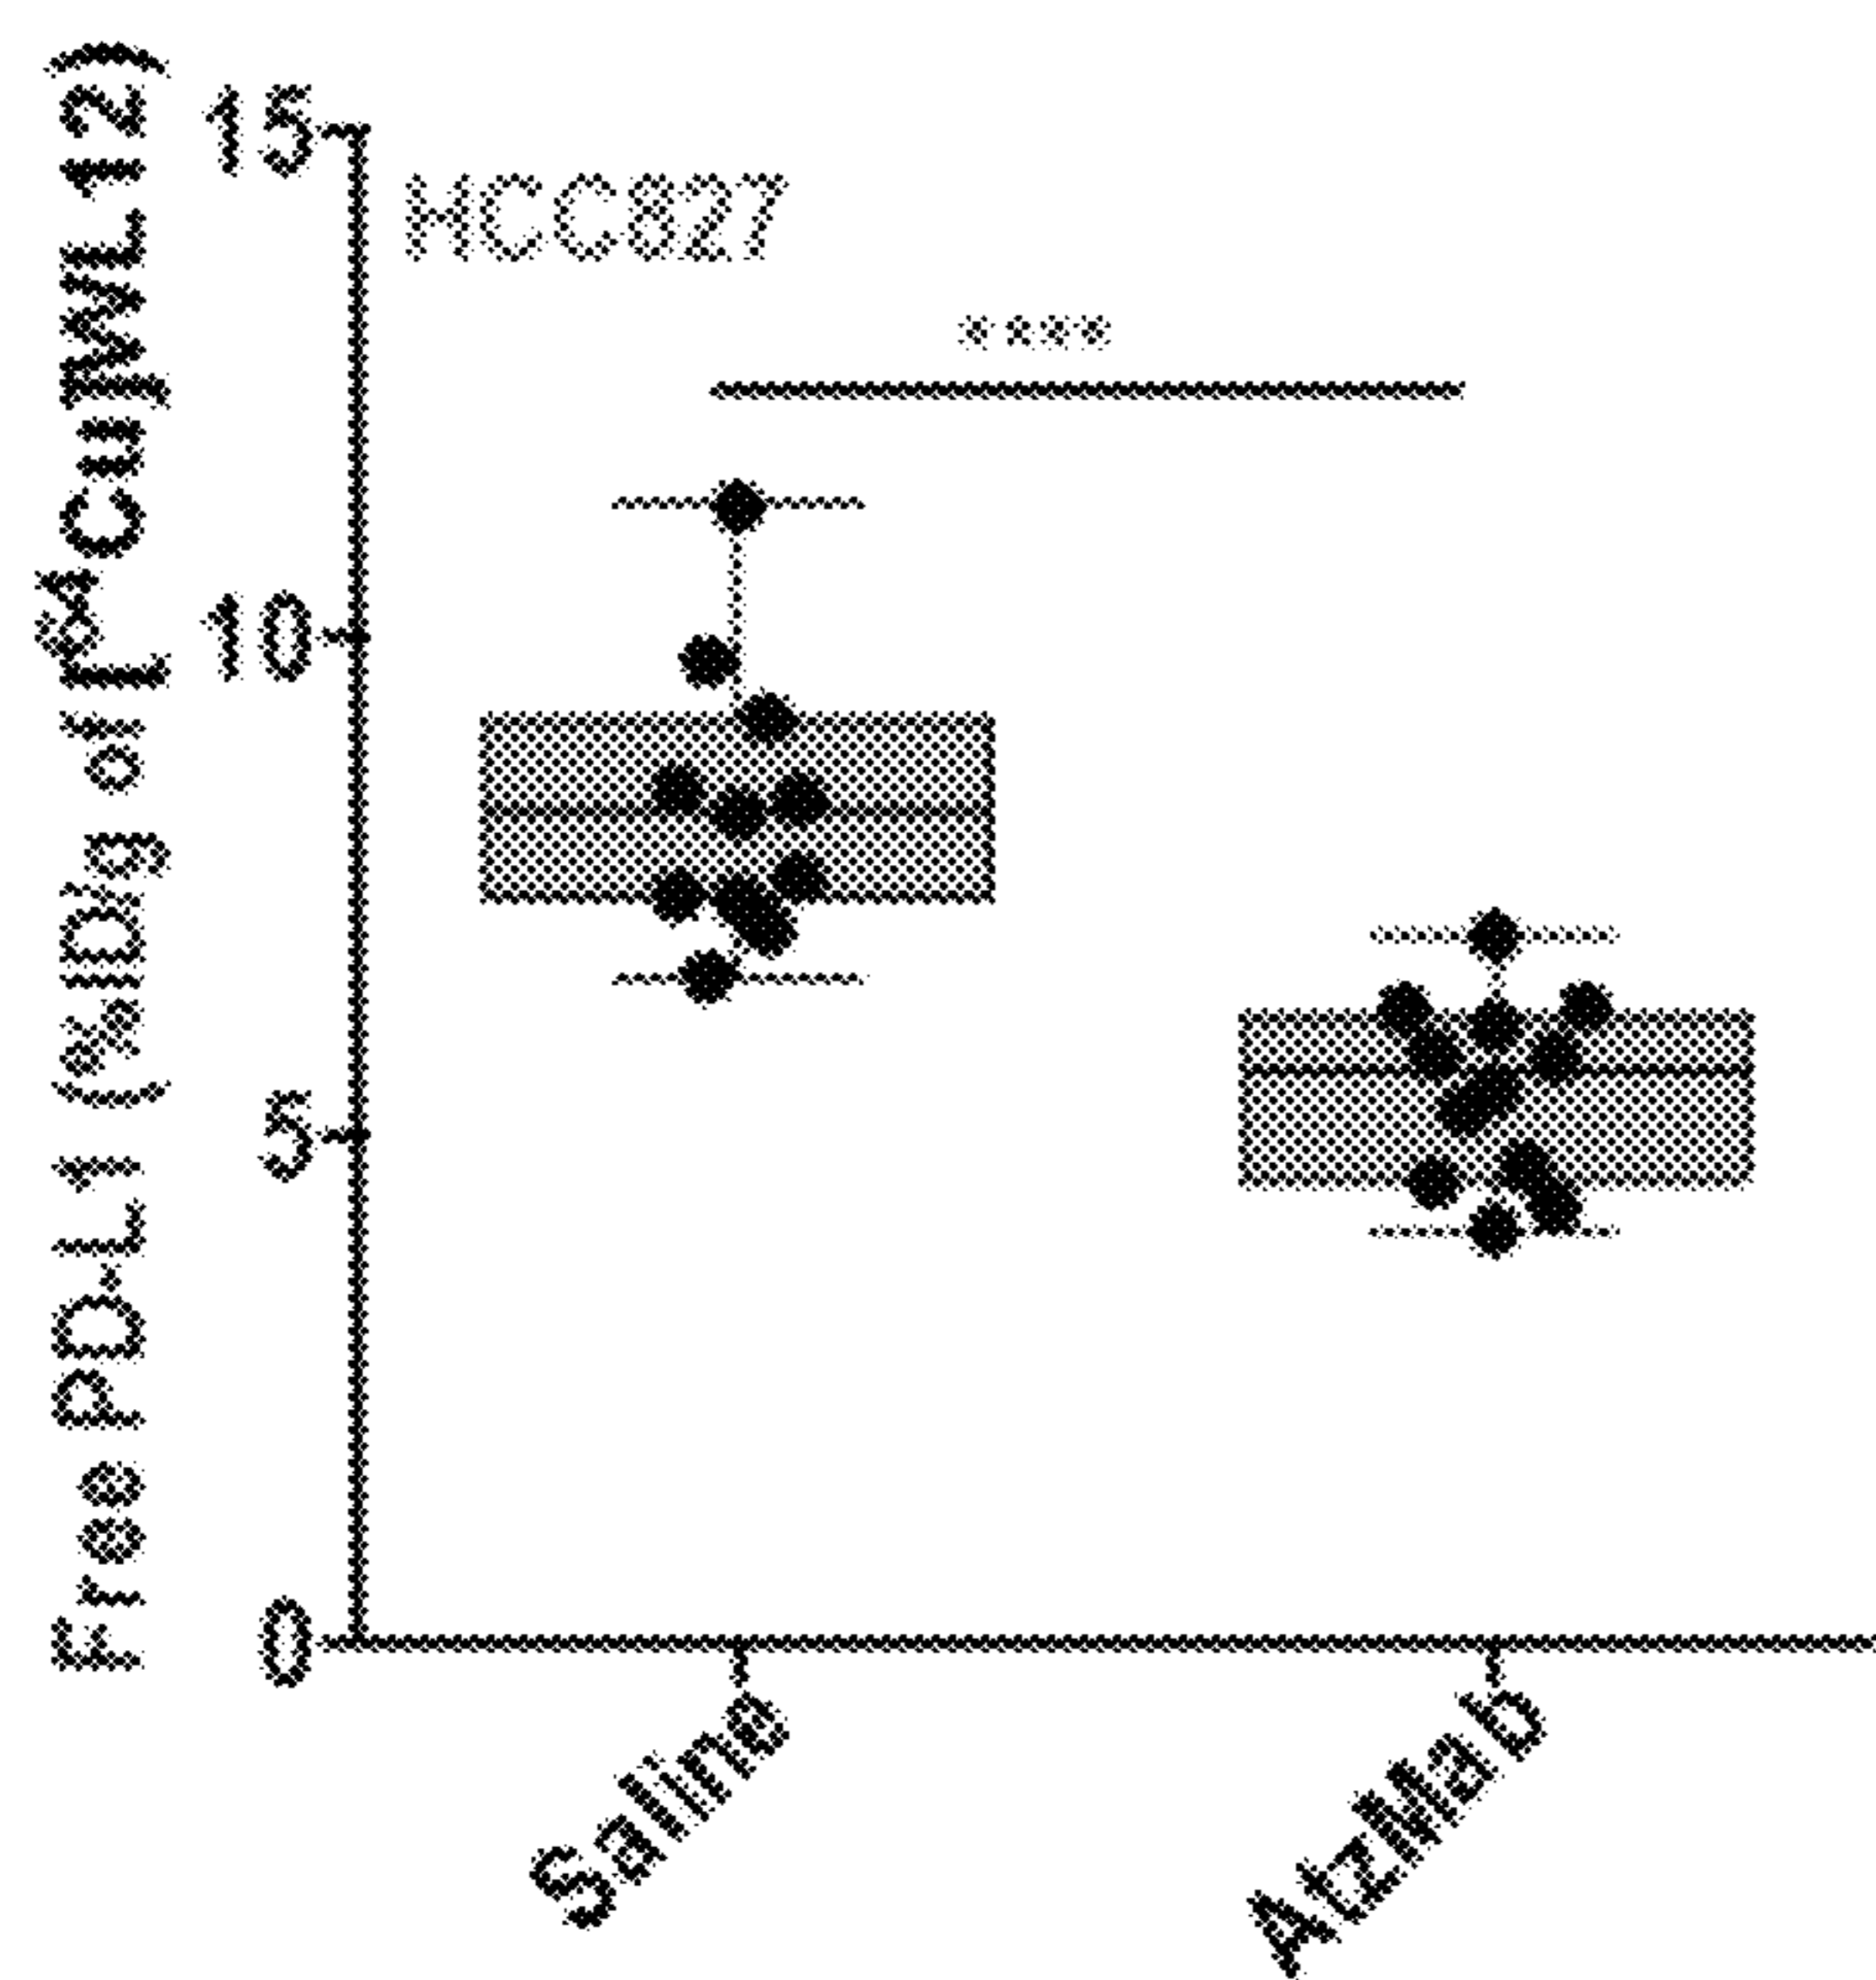 Free PD-L1 (%ID/g of [⁶⁴Cu]WL12)
15
10
5
0
HCC827
****
Saline
AtzMab